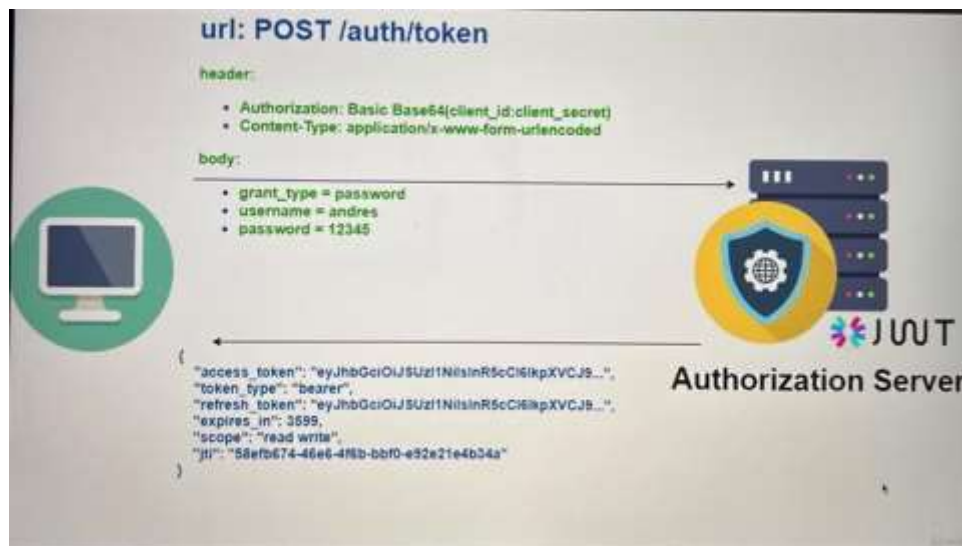 url: POST /auth/token
header:
• Authorization: Basic Base64(client_id:client_secret)
• Content-Type: application/x-www-form-urlencoded
body:
• grant_type = password
• username = andres
• password = 12345
JWT
Authorization Server
{
"access_token": "eyJhbGciOiJSUzI1NiIsInR5cCI6IkpXVCJ9...",
"token_type": "bearer",
"refresh_token": "eyJhbGciOiJSUzI1NiIsInR5cCI6IkpXVCJ9...",
"expires_in": 3599,
"scope": "read write",
"jti": "58efb674-46e6-4f6b-bbf0-e92e21e4b34a"
}